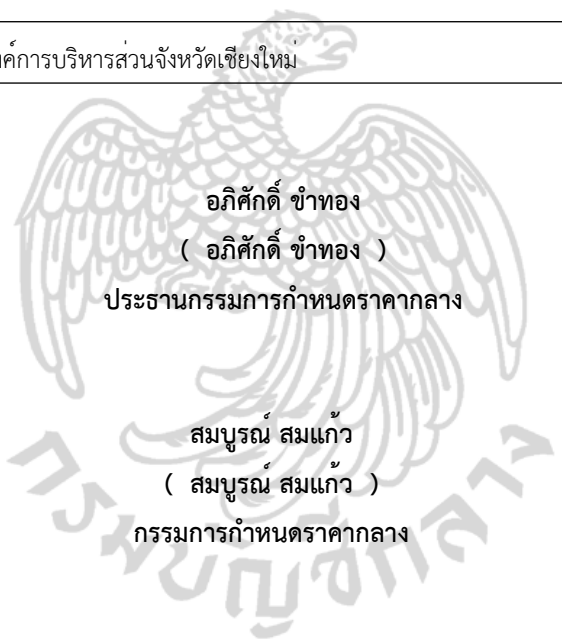 ค์การบริหารส่วนจังหวัดเชียงใหม่
อภิศักดิ์ ขำทอง
( อภิศักดิ์ ขำทอง )
ประธานกรรมการกำหนดราคากลาง
สมบูรณ์ สมแก้ว
( สมบูรณ์ สมแก้ว )
กรรมการกำหนดราคากลาง
กรมบัญชีกลาง